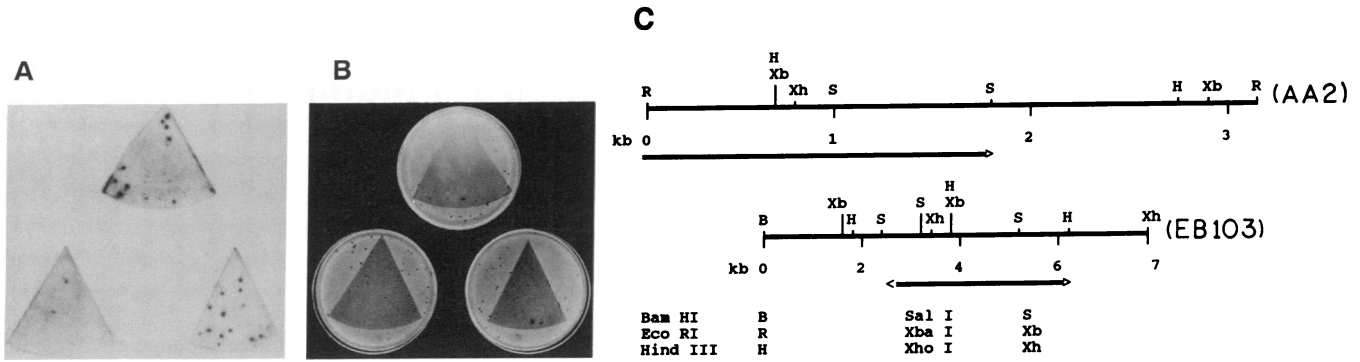 A
B
C
H
Xb
R Xh S S H Xb R (AA2)
kb 0 1 2 3
H
Xb S Xb
B H S Xh S H Xh (EB103)
kb 0 2 4 6 7
Bam HI B Sal I S
Eco RI R Xba I Xb
Hind III H Xho I Xh